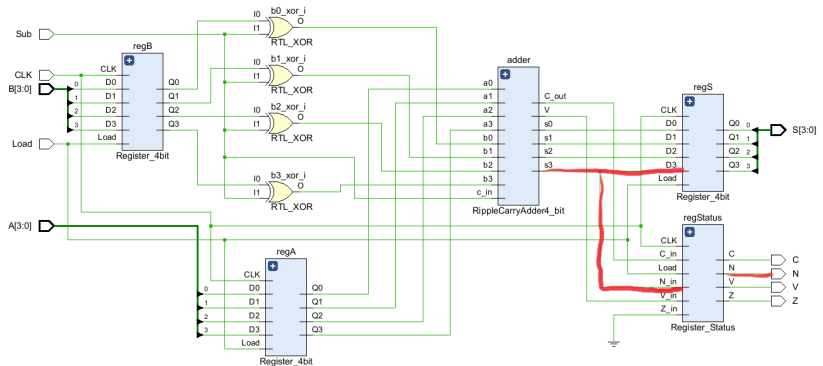 b0_xor_i
I0
I1
O
RTL_XOR
Sub
regB
CLK
CLK
B[3:0]
0
1
2
3
D0
D1
D2
D3
Load
Q0
Q1
Q2
Q3
Load
Register_4bit
b1_xor_i
I0
I1
O
RTL_XOR
b2_xor_i
I0
I1
O
RTL_XOR
b3_xor_i
I0
I1
O
RTL_XOR
adder
a0
a1
a2
a3
b0
b1
b2
b3
c_in
C_out
V
s0
s1
s2
s3
RippleCarryAdder4_bit
regS
CLK
D0
D1
D2
D3
Load
Q0
Q1
Q2
Q3
0
1
2
3
S[3:0]
Register_4bit
A[3:0]
0
1
2
3
regA
CLK
D0
D1
D2
D3
Load
Q0
Q1
Q2
Q3
Register_4bit
regStatus
CLK
C_in
Load
N_in
V_in
Z_in
C
N
V
Z
C
N
V
Z
Register_Status